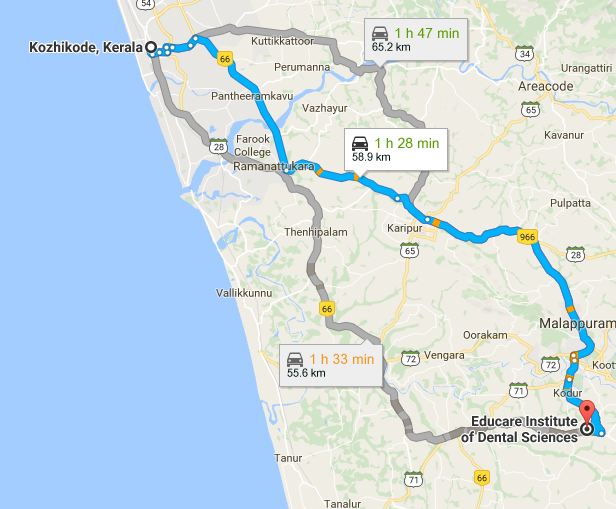 54
Kuttikkattoor
1 h 47 min
65.2 km
34
Urangattiri
Kozhikode, Kerala
66
Perumanna
Areacode
Pantheeramkavu
Vazhayur
65
Kavanur
28
Farook
College
1 h 28 min
58.9 km
Ramanattukara
Pulpatta
Karipur
Thenhipalam
966
65
28
Vallikkunnu
66
Malappuram
Oorakam
1 h 33 min
55.6 km
72
Vengara
72
Koot
71
Kodur
Educare Institute
of Dental Sciences
Tanur
71
66
Tanalur